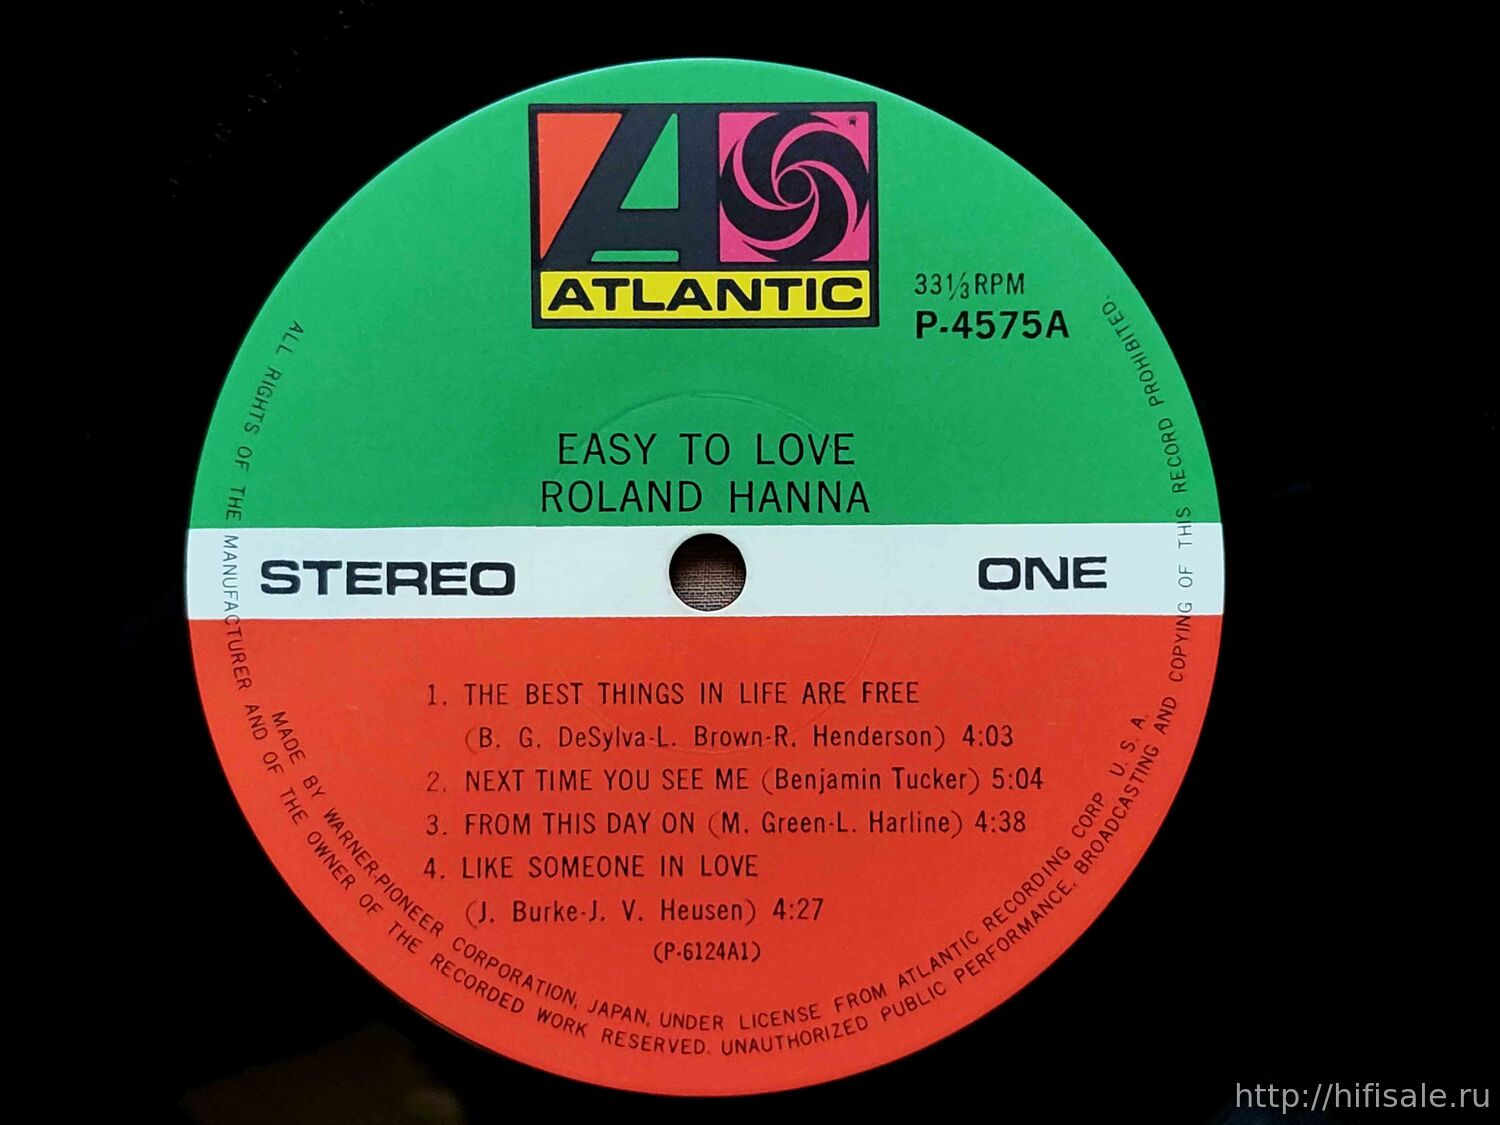 ATLANTIC
33⅓ RPM
P-4575A
EASY TO LOVE
ROLAND HANNA
STEREO
ONE
1. THE BEST THINGS IN LIFE ARE FREE
(B. G. DeSylva-L. Brown-R. Henderson) 4:03
2. NEXT TIME YOU SEE ME (Benjamin Tucker) 5:04
3. FROM THIS DAY ON (M. Green-L. Harline) 4:38
4. LIKE SOMEONE IN LOVE
(J. Burke-J. V. Heusen) 4:27
(P-6124A1)
MADE BY WARNER-PIONEER CORPORATION, JAPAN, UNDER LICENSE FROM ATLANTIC RECORDING CORP. U. S. A.
ALL RIGHTS OF THE MANUFACTURER AND OF THE OWNER OF THE RECORDED WORK RESERVED. UNAUTHORIZED PUBLIC PERFORMANCE, BROADCASTING AND COPYING OF THIS RECORD PROHIBITED.
http://hifisale.ru